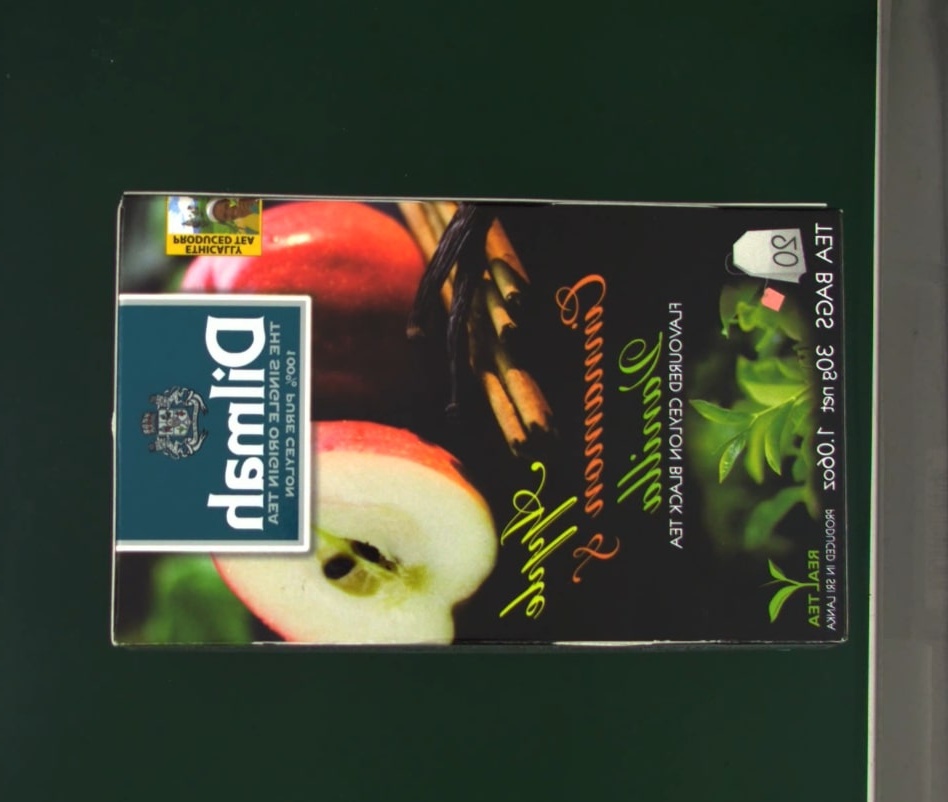 ETHICALLY
PRODUCED TEA
Dilmah
THE SINGLE ORIGIN TEA
100% PURE CEYLON
Apple
Cinnamon &
Vanilla
FLAVOURED CEYLON BLACK TEA
20
TEA BAGS 30g net 1.06oz
REAL TEA
PRODUCED IN SRI LANKA